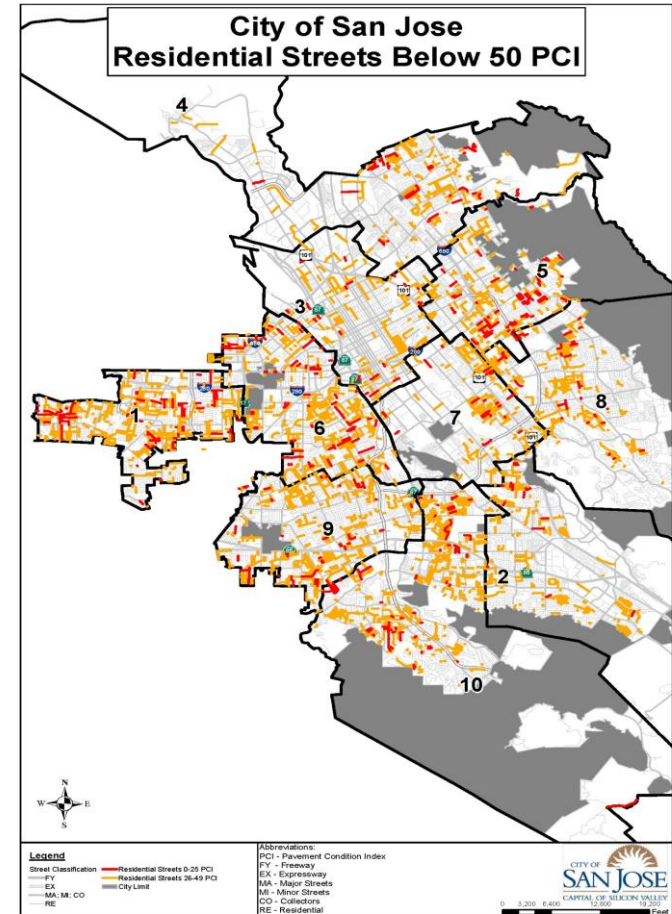 City of San Jose
Residential Streets Below 50 PCI
4
680
101
5
3
101
87
87
280
8
1
280
101
7
6
9
2
10
N
W E
S
Legend
Street Classification
FY
EX
MA; MI; CO
RE
Residential Streets 0-25 PCI
Residential Streets 26-49 PCI
City Limit
Abbreviations:
PCI - Pavement Condition Index
FY - Freeway
EX - Expressway
MA - Major Streets
MI - Minor Streets
CO - Collectors
RE - Residential
CITY OF
SAN JOSE
CAPITAL OF SILICON VALLEY
0 3,200 6,400 12,800 19,200
Feet